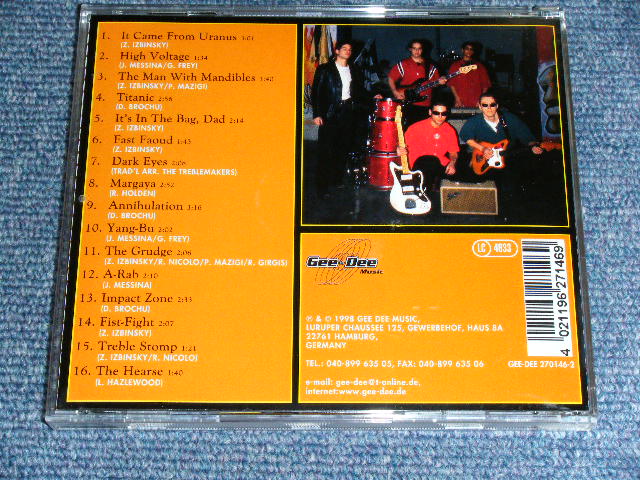 1. It Came From Uranus 3:01
(Z. IZBINSKY)
2. High Voltage 1:34
(J. MESSINA/G. FREY)
3. The Man With Mandibles 1:40
(Z. IZBINSKY/P. MAZIGI)
4. Titanic 2:56
(D. BROCHU)
5. It's In The Bag, Dad 2:14
(Z. IZBINSKY)
6. Fast Faoud 1:43
(Z. IZBINSKY)
7. Dark Eyes 2:08
(TRAD'L ARR. THE TREBLEMAKERS)
8. Margaya 2:52
(R. HOLDEN)
9. Annihulation 3:16
(D. BROCHU)
10. Yang-Bu 2:02
(J. MESSINA/G. FREY)
11. The Grudge 2:06
(Z. IZBINSKY/R. NICOLO/P. MAZIGI/R. GIRGIS)
12. A-Rab 2:10
(J. MESSINA)
13. Impact Zone 2:33
(D. BROCHU)
14. Fist-Fight 2:07
(Z. IZBINSKY)
15. Treble Stomp 1:21
(Z. IZBINSKY/R. NICOLO)
16. The Hearse 1:40
(L. HAZLEWOOD)
Gee-Dee
Music
LC 4633
℗ & © 1998 GEE DEE MUSIC,
LURUPER CHAUSSEE 125, GEWERBEHOF, HAUS 8A
22761 HAMBURG,
GERMANY
TEL.: 040-899 635 05, FAX: 040-899 635 06
e-mail: gee-dee@t-online.de,
internet:www.gee-dee.de
4 021196 271469
GEE-DEE 270146-2